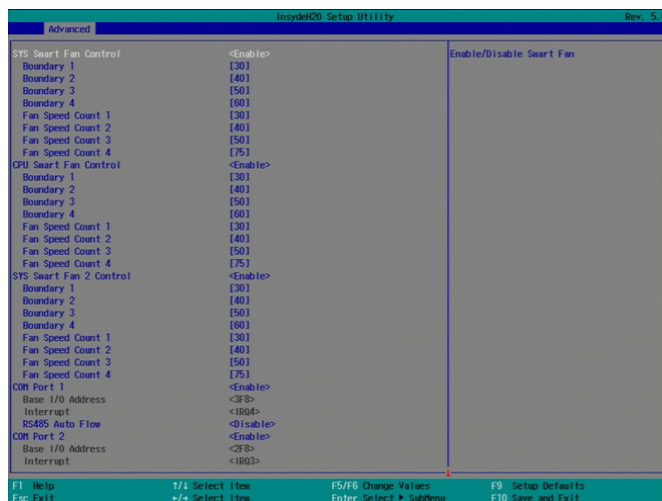 InsydeH20 Setup Utility Rev. 5.
Advanced
SYS Smart Fan Control <Enable> Enable/Disable Smart Fan
Boundary 1 [30]
Boundary 2 [40]
Boundary 3 [50]
Boundary 4 [60]
Fan Speed Count 1 [30]
Fan Speed Count 2 [40]
Fan Speed Count 3 [50]
Fan Speed Count 4 [75]
CPU Smart Fan Control <Enable>
Boundary 1 [30]
Boundary 2 [40]
Boundary 3 [50]
Boundary 4 [60]
Fan Speed Count 1 [30]
Fan Speed Count 2 [40]
Fan Speed Count 3 [50]
Fan Speed Count 4 [75]
SYS Smart Fan 2 Control <Enable>
Boundary 1 [30]
Boundary 2 [40]
Boundary 3 [50]
Boundary 4 [60]
Fan Speed Count 1 [30]
Fan Speed Count 2 [40]
Fan Speed Count 3 [50]
Fan Speed Count 4 [75]
COM Port 1 <Enable>
Base I/O Address <3F8>
Interrupt <IRQ4>
RS485 Auto Flow <Disable>
COM Port 2 <Enable>
Base I/O Address <2F8>
Interrupt <IRQ3>
F1 Help ↑/↓ Select Item F5/F6 Change Values F9 Setup Defaults
Esc Exit ←/→ Select Item Enter Select ▶ SubMenu F10 Save and Exit